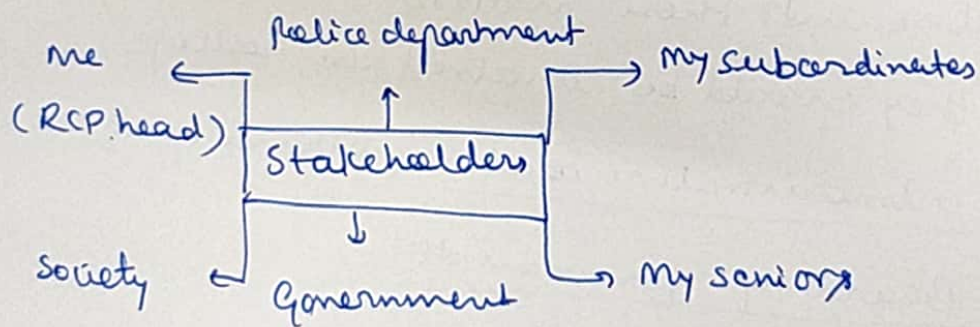 Police department
me
My subordinates
(RCP. head)
Stakeholders
Society
Government
My seniors